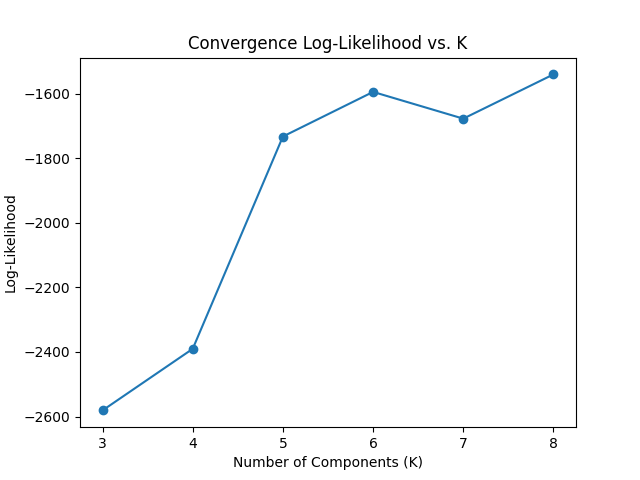 Convergence Log-Likelihood vs. K
−1600
−1800
−2000
−2200
−2400
−2600
Log-Likelihood
3 4 5 6 7 8
Number of Components (K)